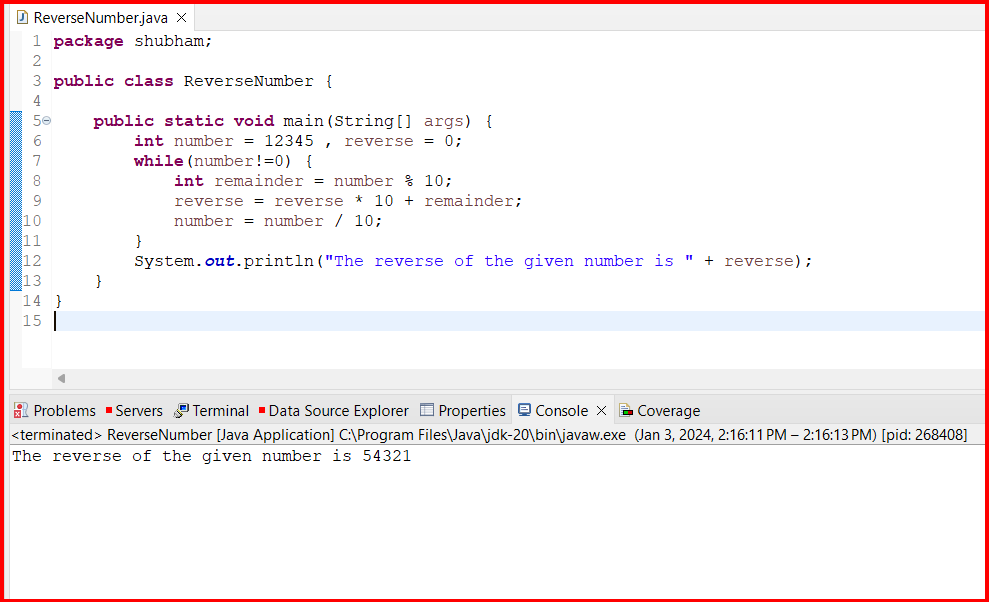 ReverseNumber.java
1 package shubham;
2
3 public class ReverseNumber {
4
5 public static void main(String[] args) {
6 int number = 12345 , reverse = 0;
7 while(number!=0) {
8 int remainder = number % 10;
9 reverse = reverse * 10 + remainder;
10 number = number / 10;
11 }
12 System.out.println("The reverse of the given number is " + reverse);
13 }
14 }
15
Problems Servers Terminal Data Source Explorer Properties Console Coverage
<terminated> ReverseNumber [Java Application] C:\Program Files\Java\jdk-20\bin\javaw.exe (Jan 3, 2024, 2:16:11 PM – 2:16:13 PM) [pid: 268408]
The reverse of the given number is 54321